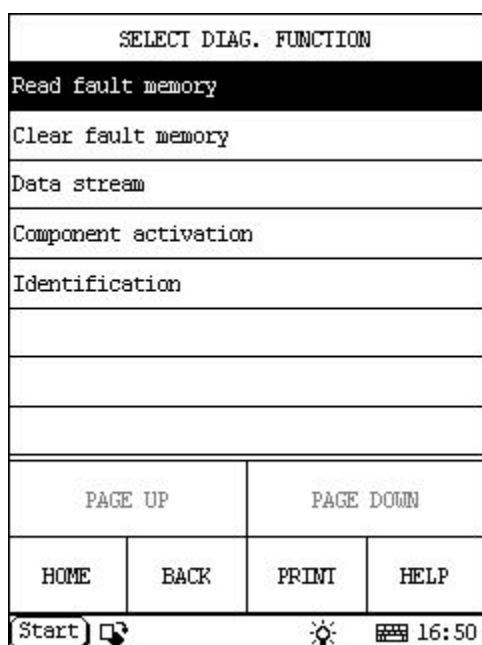 SELECT DIAG. FUNCTION
Read fault memory
Clear fault memory
Data stream
Component activation
Identification
PAGE UP PAGE DOWN
HOME BACK PRINT HELP
Start 16:50